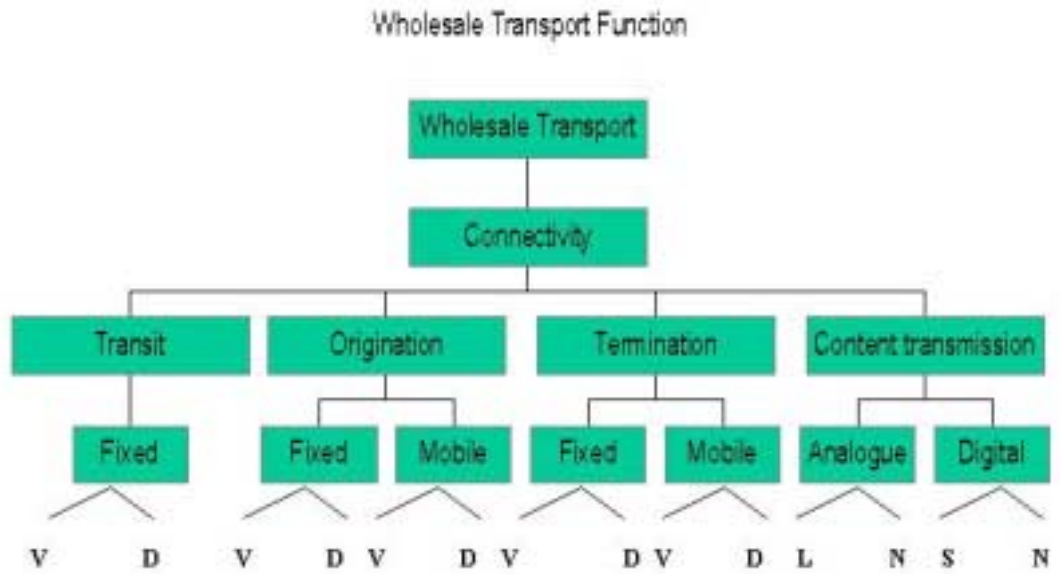 Wholesale Transport Function
Wholesale Transport
Connectivity
Transit Origination Termination Content transmission
Fixed Fixed Mobile Fixed Mobile Analogue Digital
V D V D V D V D V D L N S N